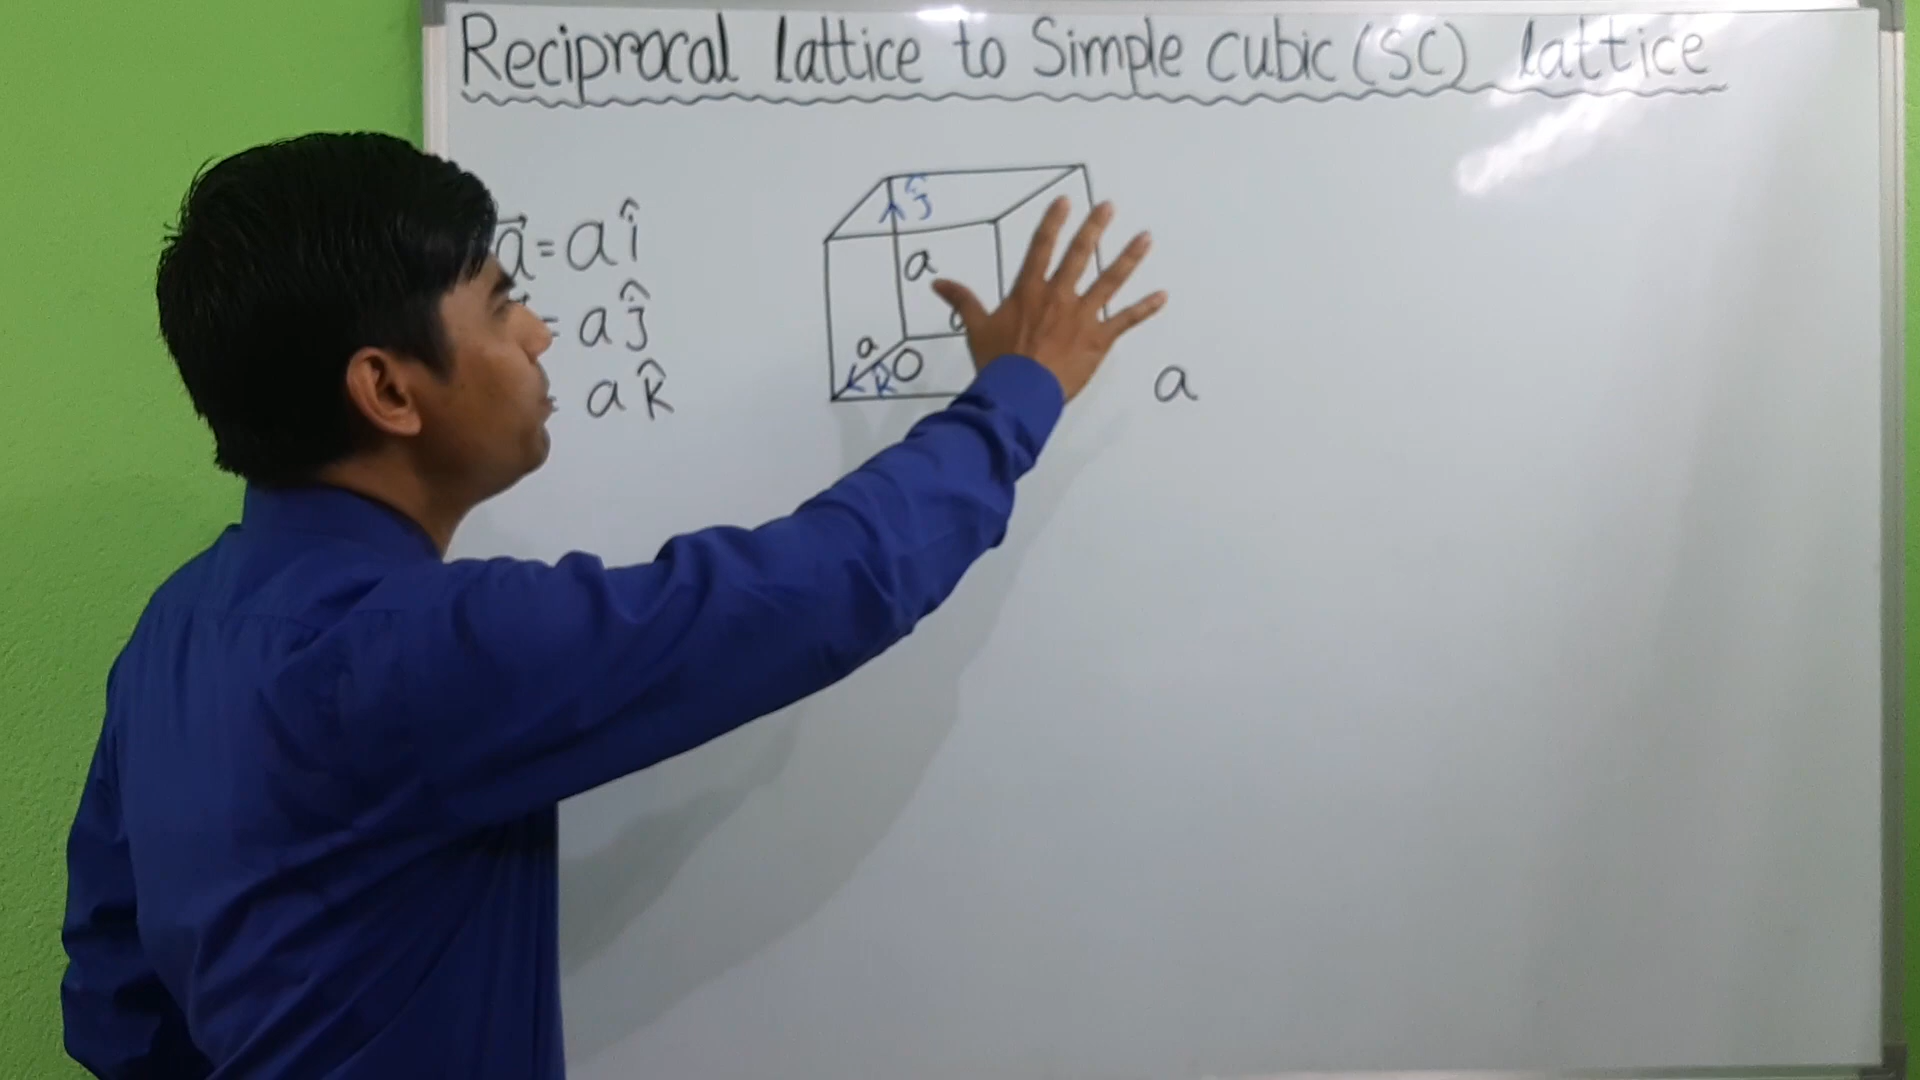 Reciprocal lattice to Simple cubic (SC) lattice
a⃗ = a î
= a ĵ
= a k̂
ĵ
a
a
a
k̂
O
a